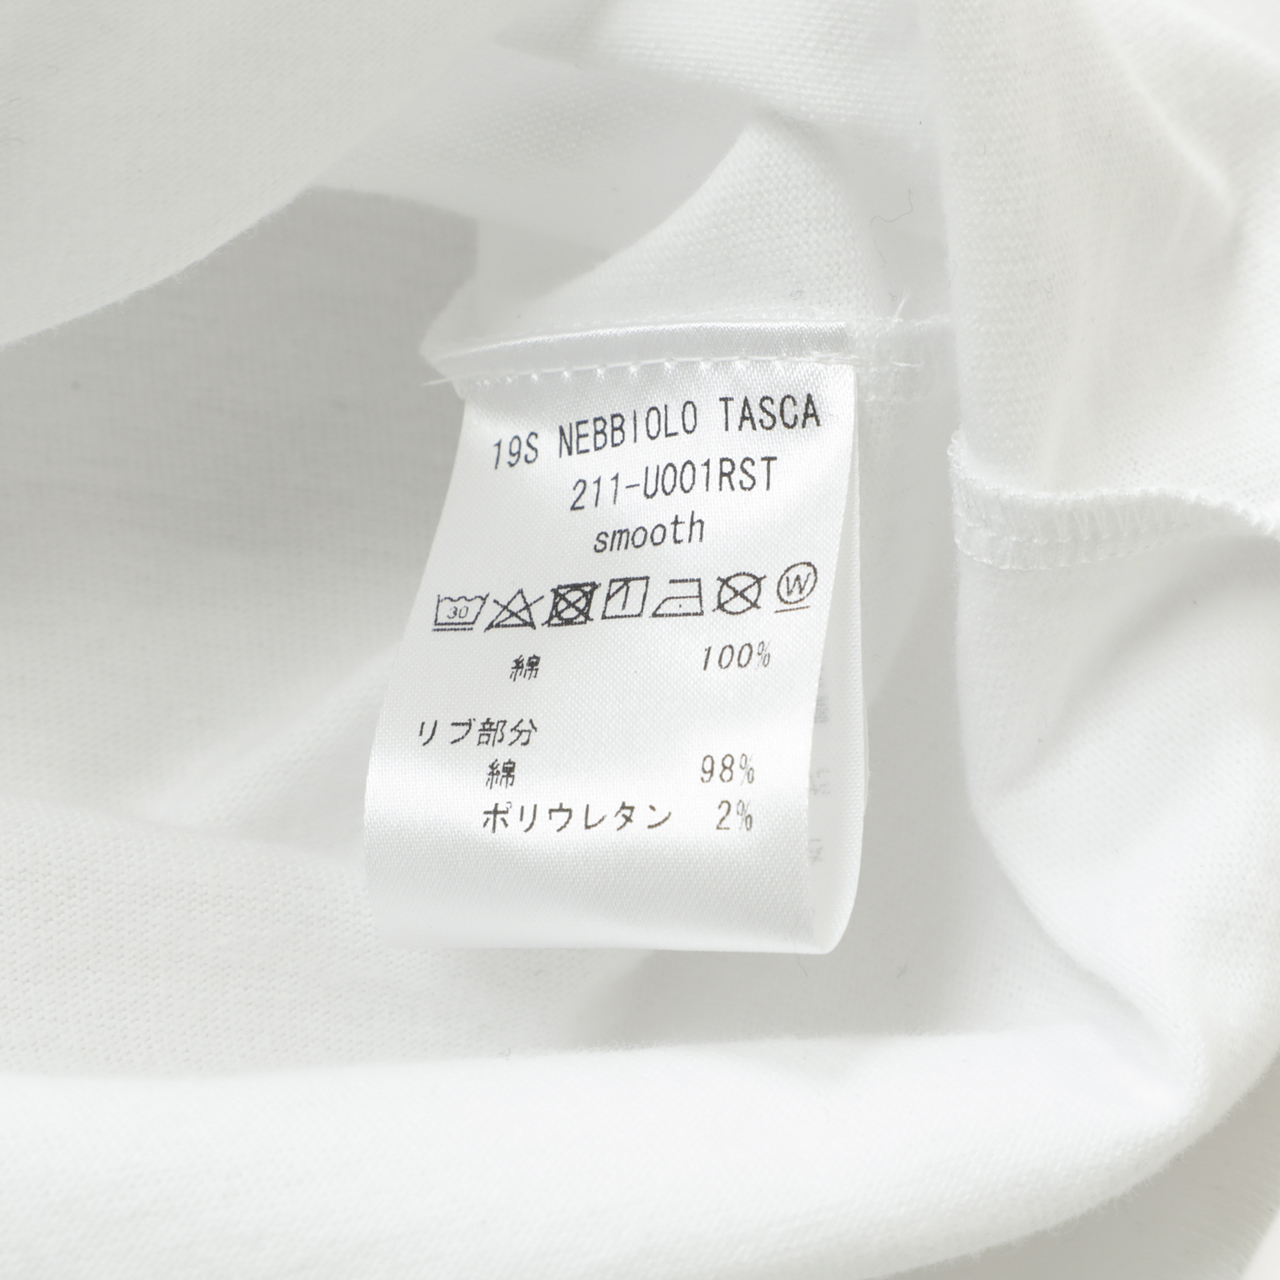 19S NEBBIOLO TASCA
211-U001RST
smooth
30 W
綿 100%
リブ部分
綿 98%
ポリウレタン 2%